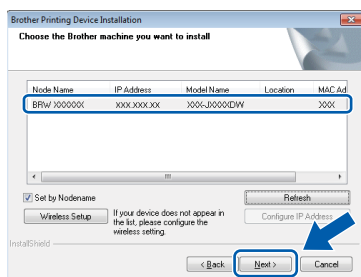 Brother Printing Device Installation
Choose the Brother machine you want to install
Node Name IP Address Model Name Location MAC Ad
BRW XXXXXX XXX.XXX.XX XXX-JXXXXDW XXX
Set by Nodename
Refresh
Wireless Setup
If your device does not appear in
the list, please configure the
wireless setting.
Configure IP Address
InstallShield
< Back
Next >
Cancel